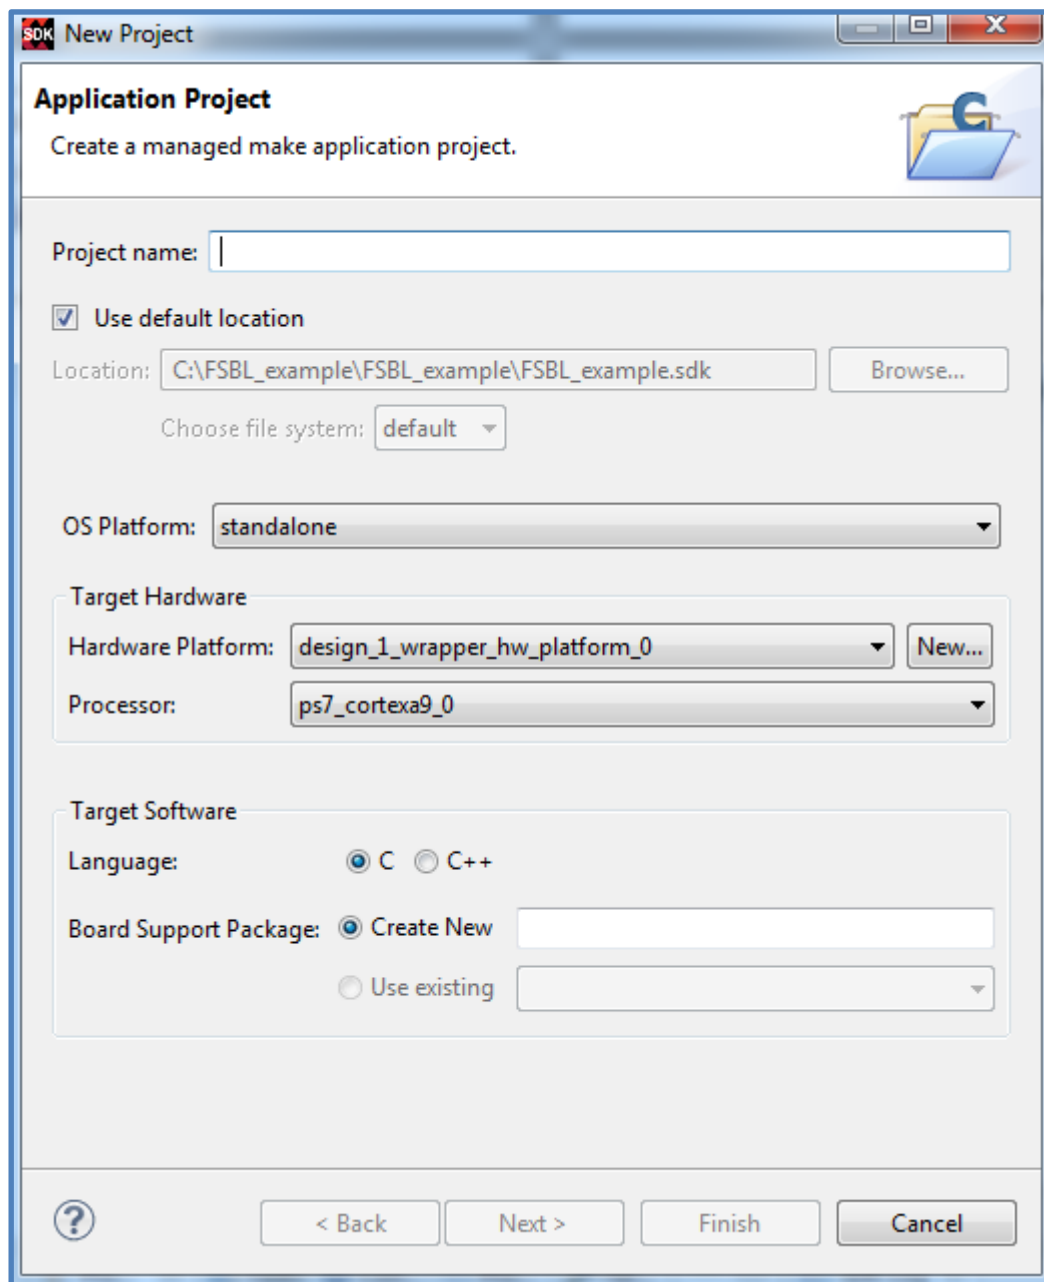 SDK New Project
Application Project
Create a managed make application project.
Project name:
Use default location
Location: C:\FSBL_example\FSBL_example\FSBL_example.sdk Browse...
Choose file system: default
OS Platform: standalone
Target Hardware
Hardware Platform: design_1_wrapper_hw_platform_0 New...
Processor: ps7_cortexa9_0
Target Software
Language: C C++
Board Support Package: Create New
Use existing
? < Back Next > Finish Cancel